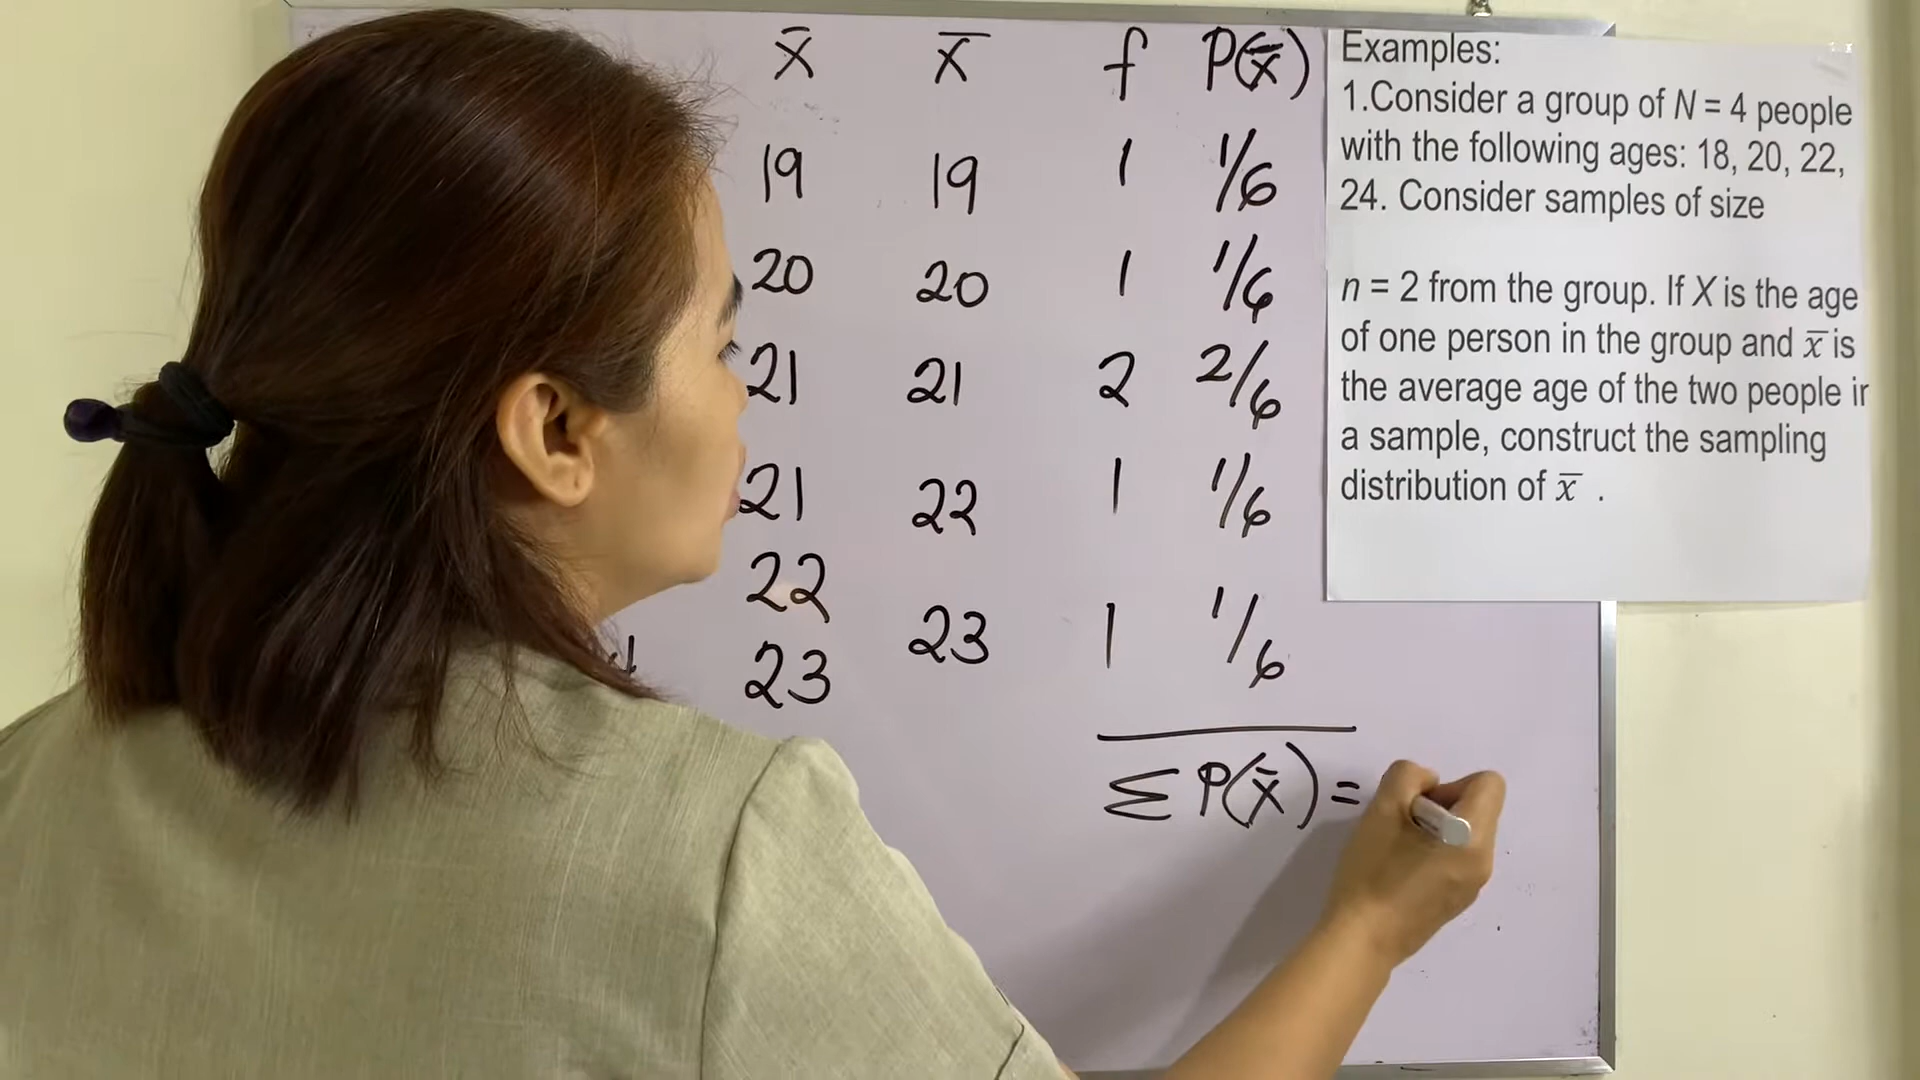 x̄ x̄ f P(x̄)
19 19 1 1/6
20 20 1 1/6
21 21 2 2/6
21 22 1 1/6
22
23 23 1 1/6
Σ P(x̄) =
Examples:
1.Consider a group of N = 4 people
with the following ages: 18, 20, 22,
24. Consider samples of size
n = 2 from the group. If X is the age
of one person in the group and x̄ is
the average age of the two people in
a sample, construct the sampling
distribution of x̄ .